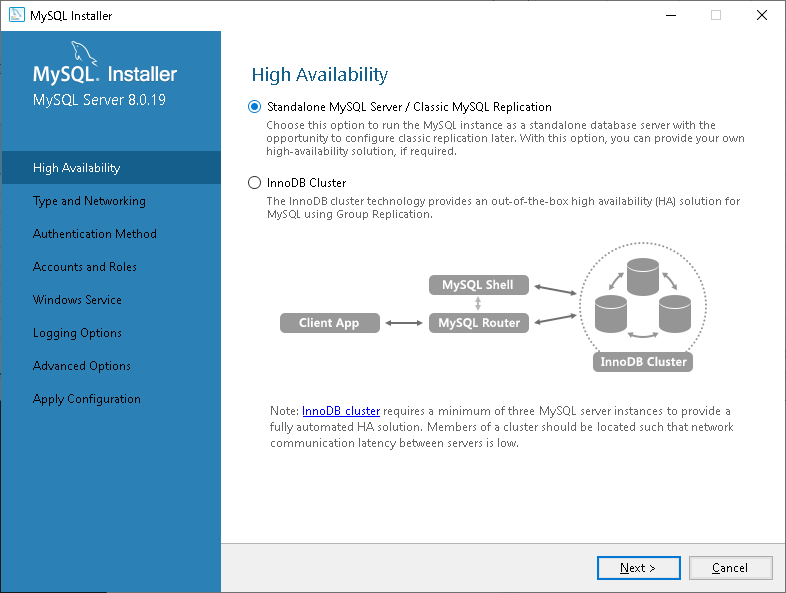 MySQL Installer
MySQL. Installer
MySQL Server 8.0.19
High Availability
Type and Networking
Authentication Method
Accounts and Roles
Windows Service
Logging Options
Advanced Options
Apply Configuration
High Availability
Standalone MySQL Server / Classic MySQL Replication
Choose this option to run the MySQL instance as a standalone database server with the
opportunity to configure classic replication later. With this option, you can provide your own
high-availability solution, if required.
InnoDB Cluster
The InnoDB cluster technology provides an out-of-the-box high availability (HA) solution for
MySQL using Group Replication.
MySQL Shell
Client App
MySQL Router
InnoDB Cluster
Note: InnoDB cluster requires a minimum of three MySQL server instances to provide a
fully automated HA solution. Members of a cluster should be located such that network
communication latency between servers is low.
Next >
Cancel